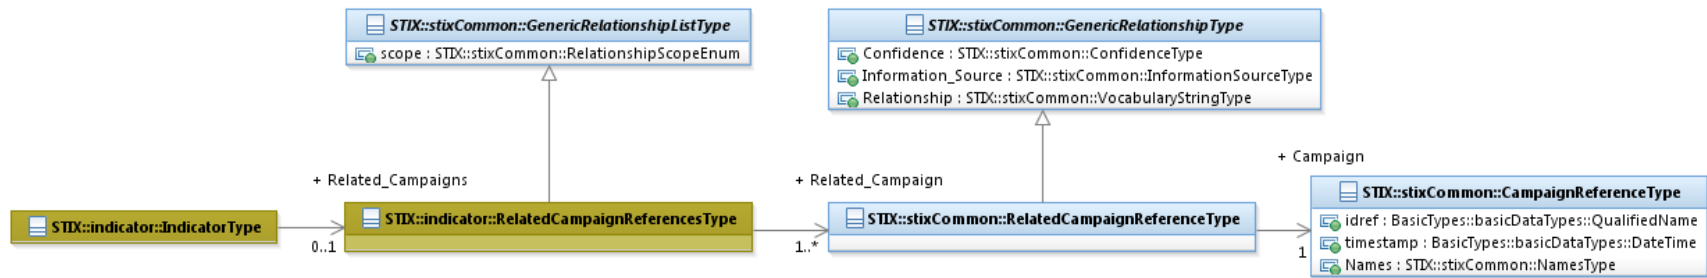 STIX::stixCommon::GenericRelationshipListType
scope : STIX::stixCommon::RelationshipScopeEnum
STIX::stixCommon::GenericRelationshipType
Confidence : STIX::stixCommon::ConfidenceType
Information_Source : STIX::stixCommon::InformationSourceType
Relationship : STIX::stixCommon::VocabularyStringType
+ Related_Campaigns
+ Related_Campaign
+ Campaign
STIX::indicator::IndicatorType
0..1
STIX::indicator::RelatedCampaignReferencesType
1..*
STIX::stixCommon::RelatedCampaignReferenceType
1
STIX::stixCommon::CampaignReferenceType
idref : BasicTypes::basicDataTypes::QualifiedName
timestamp : BasicTypes::basicDataTypes::DateTime
Names : STIX::stixCommon::NamesType